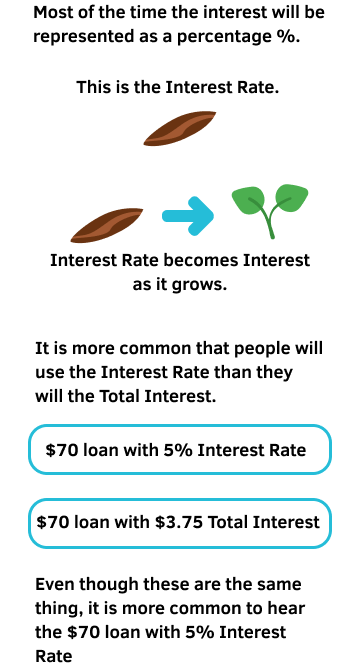 Most of the time the interest will be
represented as a percentage %.
This is the Interest Rate.
Interest Rate becomes Interest
as it grows.
It is more common that people will
use the Interest Rate than they
will the Total Interest.
$70 loan with 5% Interest Rate
$70 loan with $3.75 Total Interest
Even though these are the same
thing, it is more common to hear
the $70 loan with 5% Interest
Rate